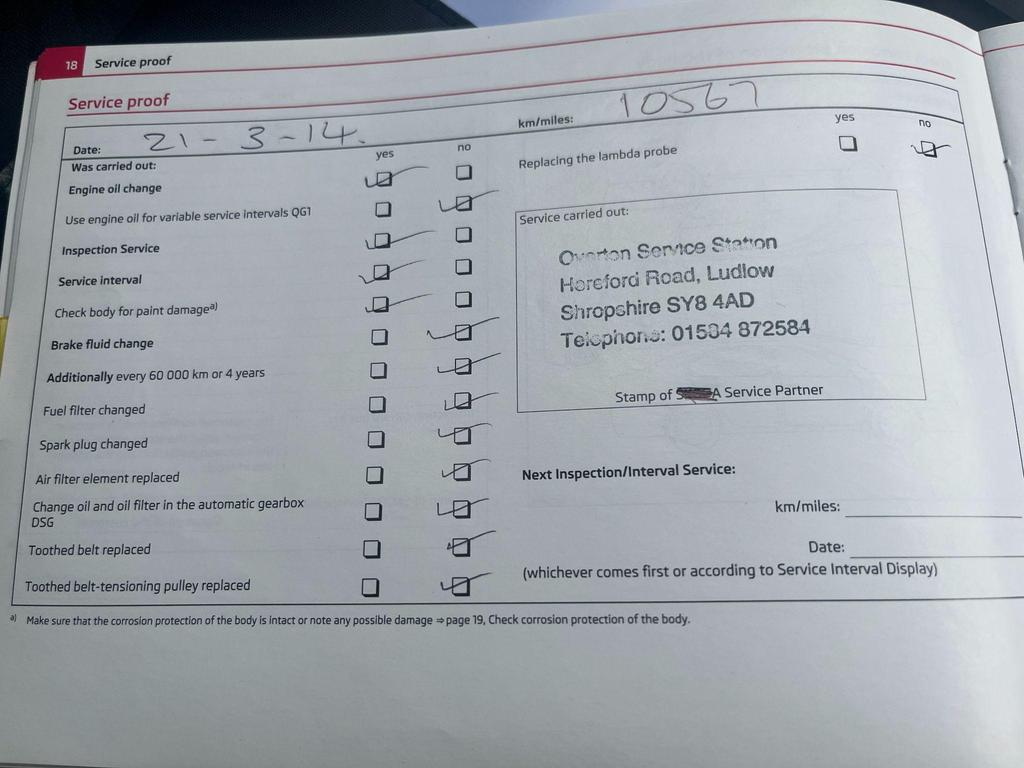 18 Service proof
Service proof
Date: 21 - 3 - 14. km/miles: 10567
Was carried out: yes no yes no
Engine oil change
Replacing the lambda probe
Use engine oil for variable service intervals QG1
Inspection Service
Service interval
Check body for paint damage a)
Brake fluid change
Additionally every 60 000 km or 4 years
Fuel filter changed
Spark plug changed
Air filter element replaced
Change oil and oil filter in the automatic gearbox
DSG
Toothed belt replaced
Toothed belt-tensioning pulley replaced
Service carried out:
Overton Service Station
Hereford Road, Ludlow
Shropshire SY8 4AD
Telephone: 01584 872584
Stamp of A Service Partner
Next Inspection/Interval Service:
km/miles:
Date:
(whichever comes first or according to Service Interval Display)
a) Make sure that the corrosion protection of the body is intact or note any possible damage ⇒ page 19, Check corrosion protection of the body.